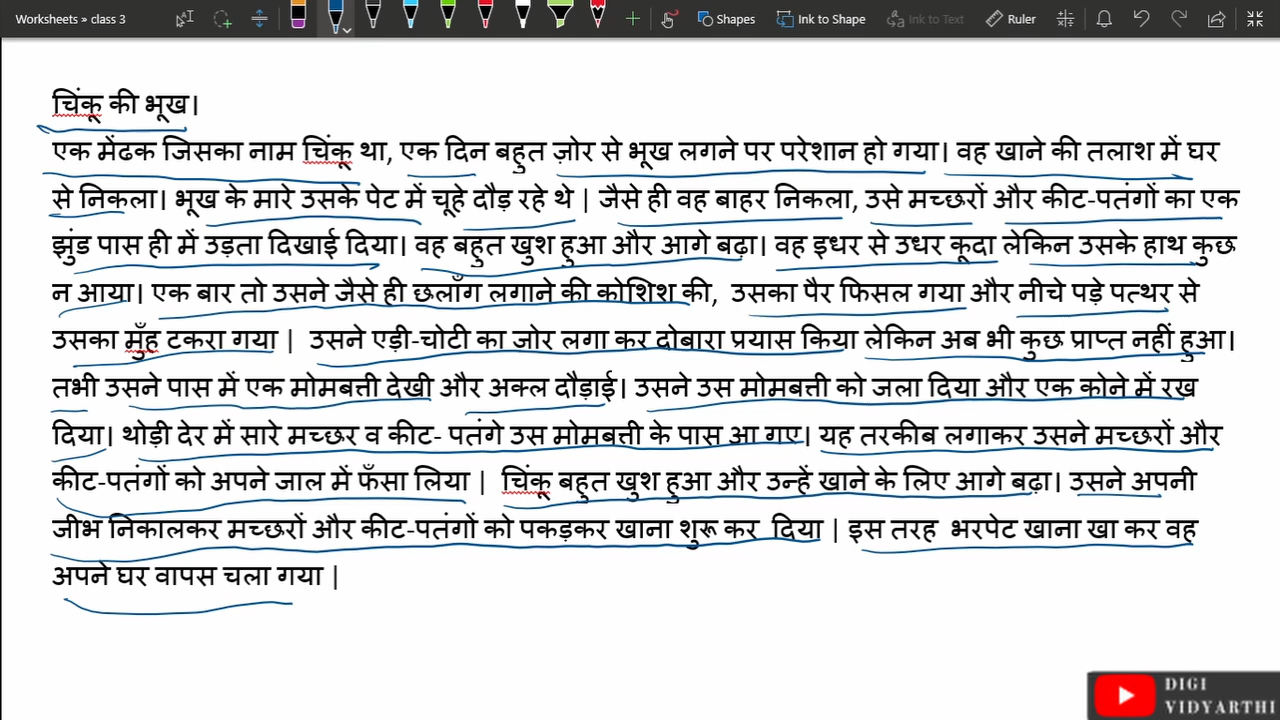 Worksheets » class 3
Shapes
Ink to Shape
Ink to Text
Ruler
चिंकू की भूख।
एक मेंढक जिसका नाम चिंकू था, एक दिन बहुत ज़ोर से भूख लगने पर परेशान हो गया। वह खाने की तलाश में घर
से निकला। भूख के मारे उसके पेट में चूहे दौड़ रहे थे | जैसे ही वह बाहर निकला, उसे मच्छरों और कीट-पतंगों का एक
झुंड पास ही में उड़ता दिखाई दिया। वह बहुत खुश हुआ और आगे बढ़ा। वह इधर से उधर कूदा लेकिन उसके हाथ कुछ
न आया। एक बार तो उसने जैसे ही छलाँग लगाने की कोशिश की, उसका पैर फिसल गया और नीचे पड़े पत्थर से
उसका मुँह टकरा गया | उसने एड़ी-चोटी का जोर लगा कर दोबारा प्रयास किया लेकिन अब भी कुछ प्राप्त नहीं हुआ।
तभी उसने पास में एक मोमबत्ती देखी और अक्ल दौड़ाई। उसने उस मोमबत्ती को जला दिया और एक कोने में रख
दिया। थोड़ी देर में सारे मच्छर व कीट- पतंगे उस मोमबत्ती के पास आ गए। यह तरकीब लगाकर उसने मच्छरों और
कीट-पतंगों को अपने जाल में फँसा लिया | चिंकू बहुत खुश हुआ और उन्हें खाने के लिए आगे बढ़ा। उसने अपनी
जीभ निकालकर मच्छरों और कीट-पतंगों को पकड़कर खाना शुरू कर दिया | इस तरह भरपेट खाना खा कर वह
अपने घर वापस चला गया |
DIGI
VIDYARTHI